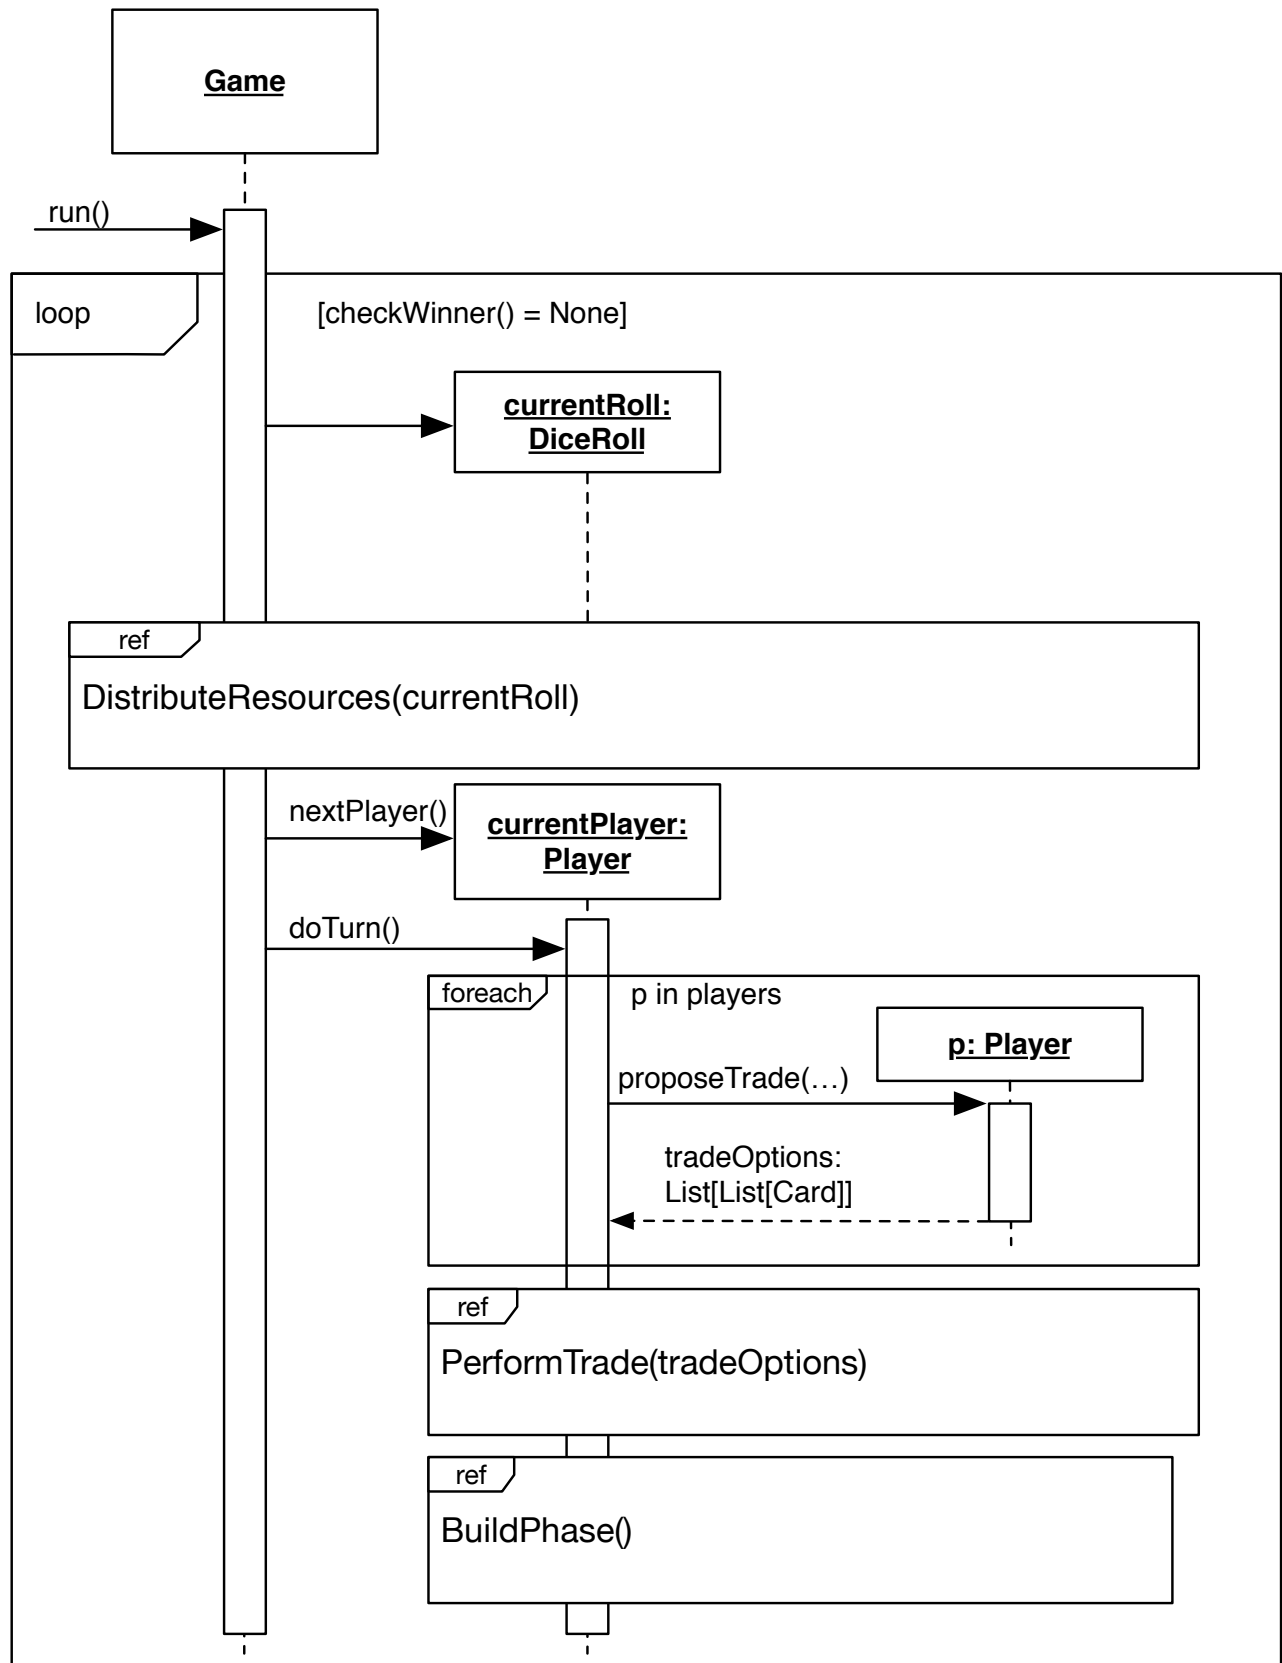 Game
run()
loop
[checkWinner() = None]
currentRoll:
DiceRoll
ref
DistributeResources(currentRoll)
nextPlayer()
currentPlayer:
Player
doTurn()
foreach
p in players
p: Player
proposeTrade(…)
tradeOptions:
List[List[Card]]
ref
PerformTrade(tradeOptions)
ref
BuildPhase()